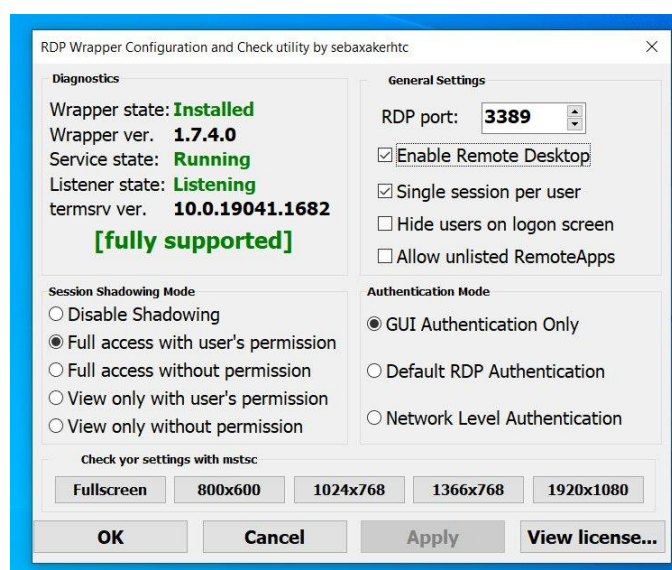 RDP Wrapper Configuration and Check utility by sebaxakerhtc
Diagnostics
Wrapper state: Installed
Wrapper ver. 1.7.4.0
Service state: Running
Listener state: Listening
termsrv ver. 10.0.19041.1682
[fully supported]
General Settings
RDP port: 3389
Enable Remote Desktop
Single session per user
Hide users on logon screen
Allow unlisted RemoteApps
Session Shadowing Mode
Disable Shadowing
Full access with user's permission
Full access without permission
View only with user's permission
View only without permission
Authentication Mode
GUI Authentication Only
Default RDP Authentication
Network Level Authentication
Check yor settings with mstsc
Fullscreen 800x600 1024x768 1366x768 1920x1080
OK Cancel Apply View license...